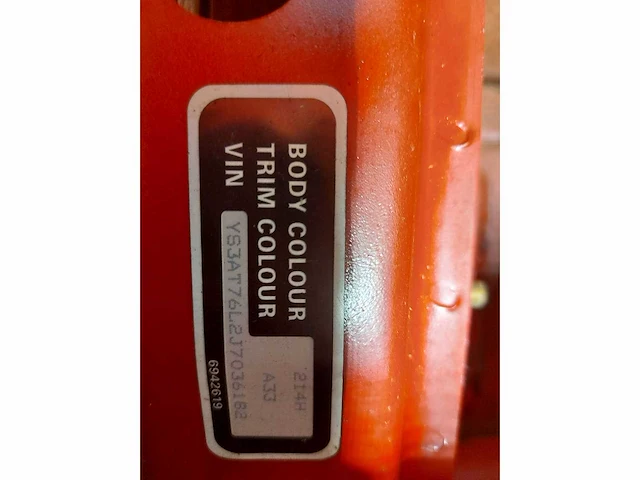 BODY COLOUR 214H
TRIM COLOUR A33
VIN YS3AT76L2J7036182
6942619